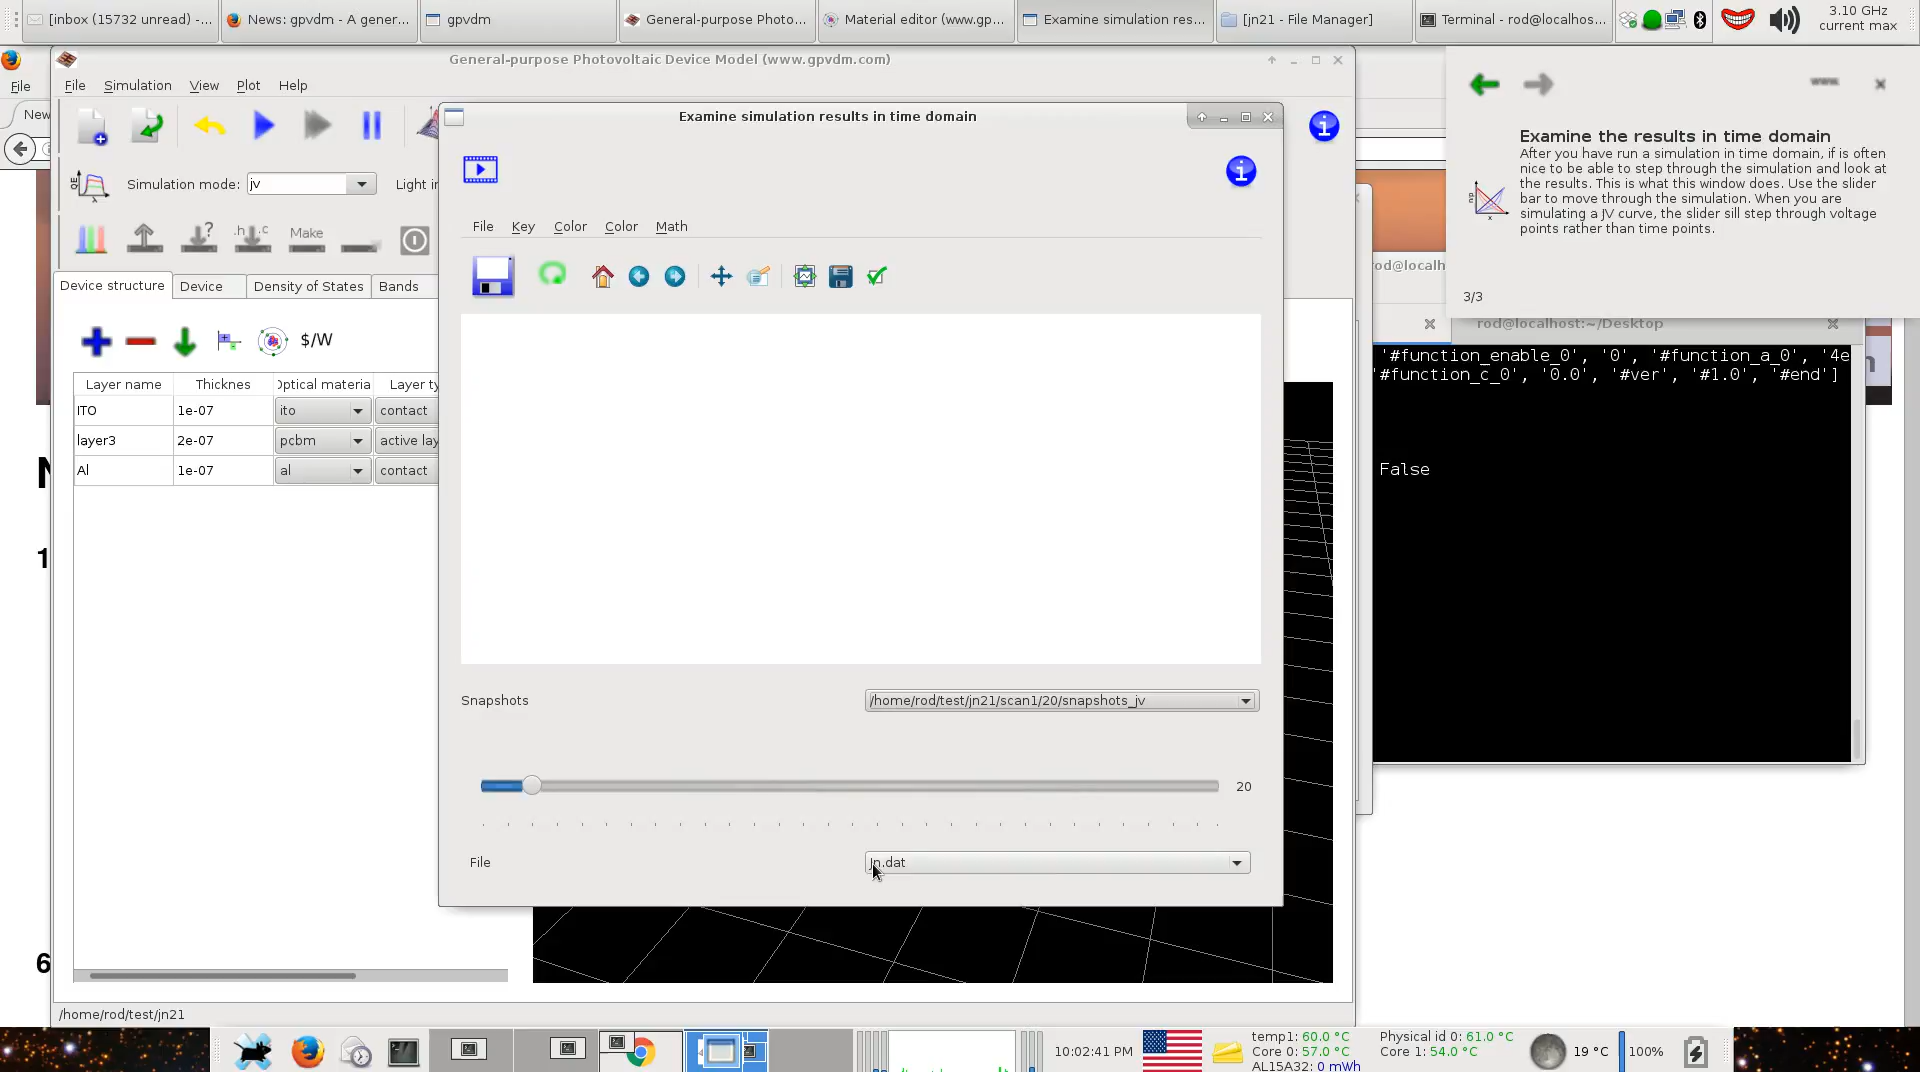 [inbox (15732 unread) -...
News: gpvdm - A gener...
gpvdm
General-purpose Photo...
Material editor (www.gp...
Examine simulation res...
[jn21 - File Manager]
Terminal - rod@localhos...
3.10 GHz
current max
File
New
General-purpose Photovoltaic Device Model (www.gpvdm.com)
File Simulation View Plot Help
Simulation mode: jv Light in
Make
Device structure Device Density of States Bands
$/W
Layer name Thicknes Optical materia Layer ty
ITO 1e-07 ito contact
layer3 2e-07 pcbm active lay
Al 1e-07 al contact
/home/rod/test/jn21
Examine simulation results in time domain
File Key Color Color Math
Snapshots /home/rod/test/jn21/scan1/20/snapshots_jv
20
File Jn.dat
www
Examine the results in time domain
After you have run a simulation in time domain, if is often
nice to be able to step through the simulation and look at
the results. This is what this window does. Use the slider
bar to move through the simulation. When you are
simulating a JV curve, the slider sill step through voltage
points rather than time points.
3/3
rod@localh
rod@localhost:~/Desktop
'#function_enable_0', '0', '#function_a_0', '4e
'#function_c_0', '0.0', '#ver', '#1.0', '#end']
False
N
1
6
10:02:41 PM
temp1: 60.0 °C
Core 0: 57.0 °C
AL15A32: 0 mWh
Physical id 0: 61.0 °C
Core 1: 54.0 °C
19 °C
100%